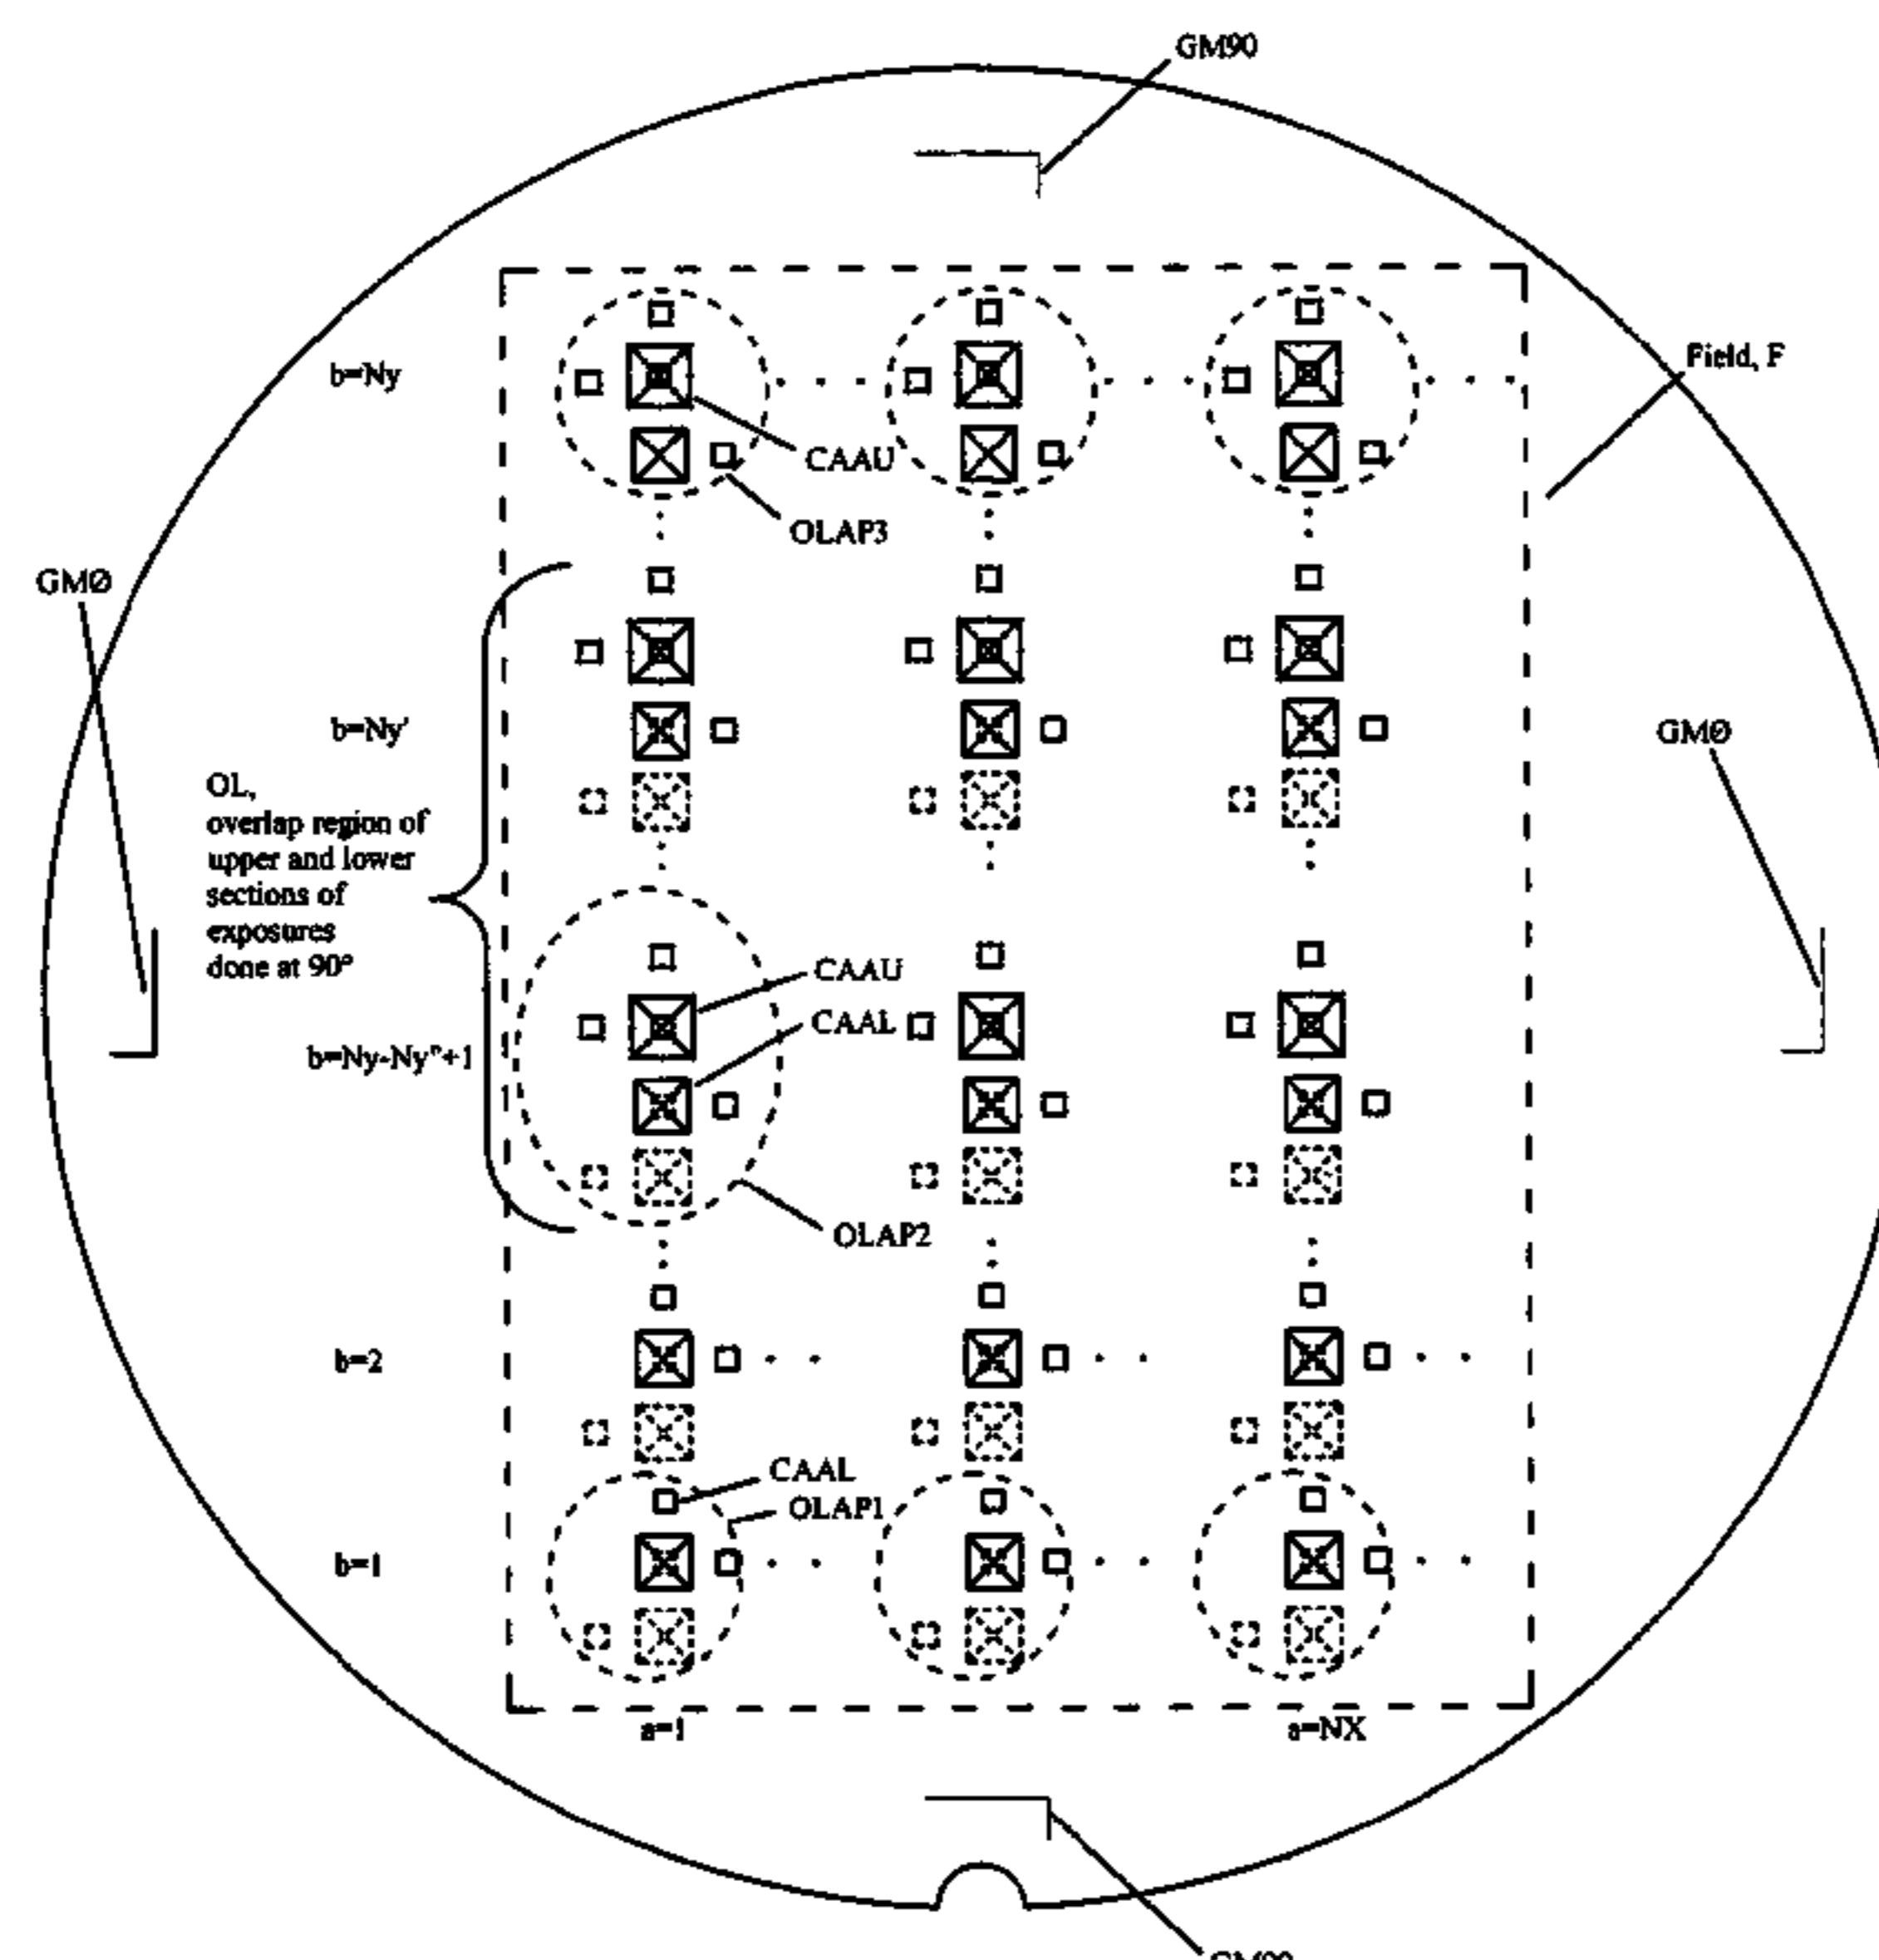 GM90
b=Ny
Field, F
CAAU
OLAP3
GMØ
b=Ny'
GMØ
OL,
overlap region of
upper and lower
sections of
exposures
done at 90°
CAAU
CAAL
b=Ny-Ny"+1
OLAP2
b=2
CAAL
OLAP1
b=1
a=1
a=NX